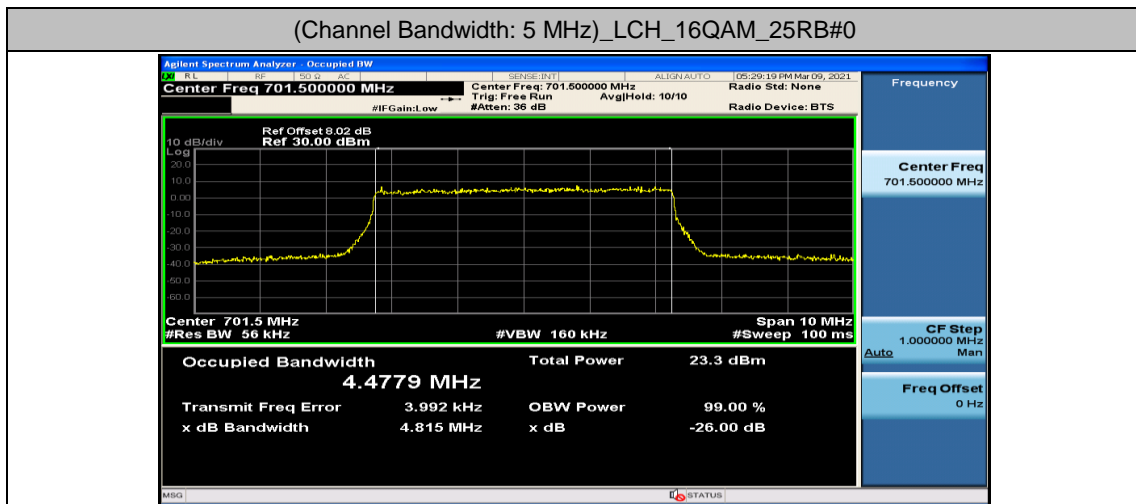 (Channel Bandwidth: 5 MHz)_LCH_16QAM_25RB#0
Agilent Spectrum Analyzer - Occupied BW
LXI RL RF 50 Ω AC SENSE:INT ALIGN AUTO 05:29:19 PM Mar 09, 2021
Center Freq 701.500000 MHz Center Freq: 701.500000 MHz Radio Std: None
Trig: Free Run Avg|Hold: 10/10
#IFGain:Low #Atten: 36 dB Radio Device: BTS
Frequency
Ref Offset 8.02 dB
10 dB/div Ref 30.00 dBm
Log
20.0
10.0
0.00
-10.0
-20.0
-30.0
-40.0
-50.0
-60.0
Center 701.5 MHz Span 10 MHz
#Res BW 56 kHz #VBW 160 kHz #Sweep 100 ms
Center Freq
701.500000 MHz
CF Step
1.000000 MHz
Auto Man
Freq Offset
0 Hz
Occupied Bandwidth Total Power 23.3 dBm
4.4779 MHz
Transmit Freq Error 3.992 kHz OBW Power 99.00 %
x dB Bandwidth 4.815 MHz x dB -26.00 dB
MSG STATUS